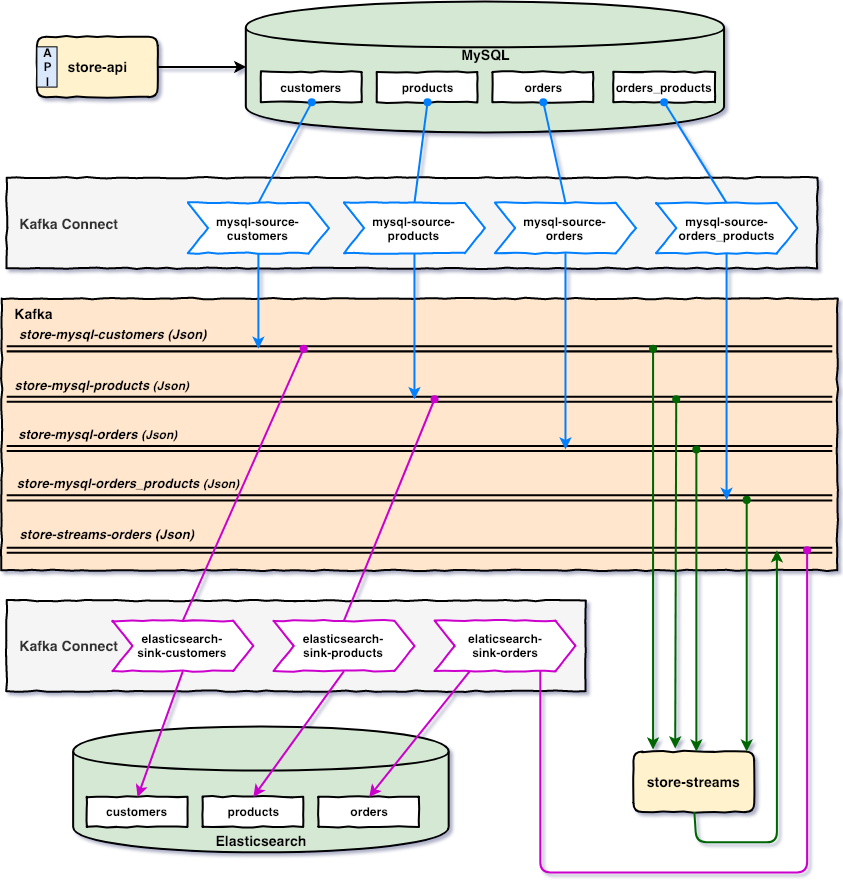 A
P
I
store-api
MySQL
customers
products
orders
orders_products
Kafka Connect
mysql-source-
customers
mysql-source-
products
mysql-source-
orders
mysql-source-
orders_products
Kafka
store-mysql-customers (Json)
store-mysql-products (Json)
store-mysql-orders (Json)
store-mysql-orders_products (Json)
store-streams-orders (Json)
Kafka Connect
elasticsearch-
sink-customers
elasticsearch-
sink-products
elaticsearch-
sink-orders
store-streams
customers
products
orders
Elasticsearch